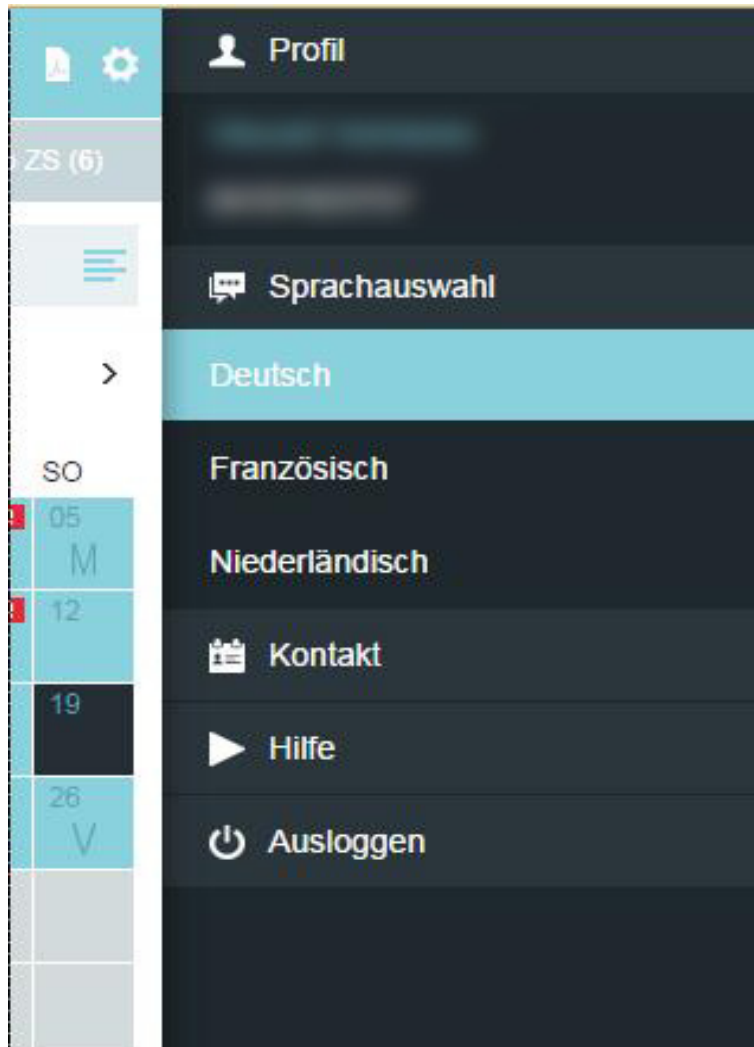 Profil
ZS (6)
Sprachauswahl
Deutsch
SO
Französisch
05
M
Niederländisch
12
Kontakt
19
Hilfe
26
V
Ausloggen